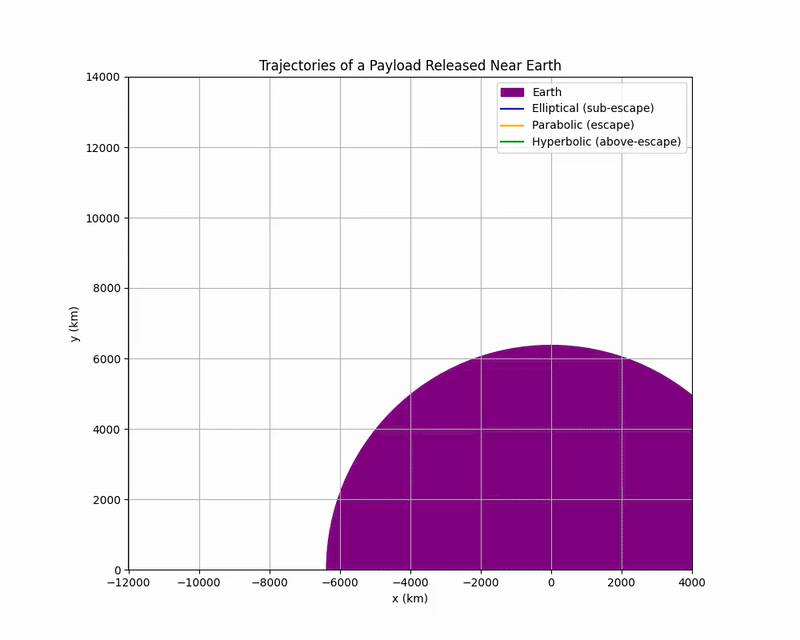 Trajectories of a Payload Released Near Earth
Earth
Elliptical (sub-escape)
Parabolic (escape)
Hyperbolic (above-escape)
14000
12000
10000
8000
6000
4000
2000
0
y (km)
−12000 −10000 −8000 −6000 −4000 −2000 0 2000 4000
x (km)